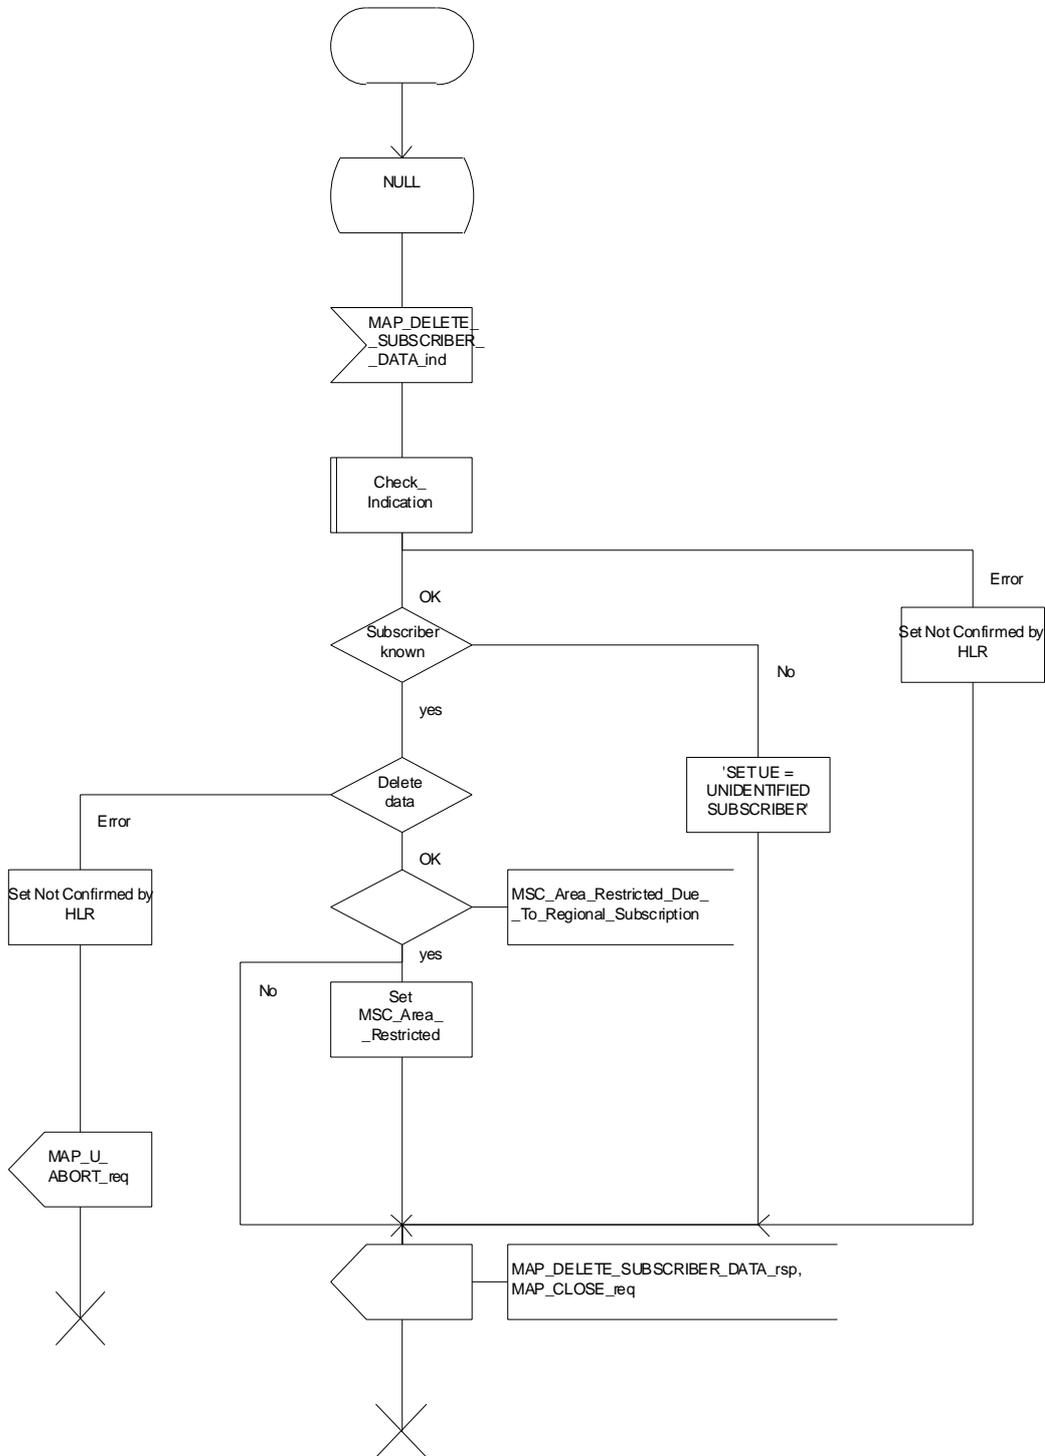 NULL
MAP_DELETE_
_SUBSCRIBER_
_DATA_ind
Check_
Indication
Error
OK
Subscriber
known
Set Not Confirmed by
HLR
No
yes
Delete
data
'SET UE =
UNIDENTIFIED
SUBSCRIBER'
Error
OK
Set Not Confirmed by
HLR
MSC_Area_Restricted_Due_
_To_Regional_Subscription
yes
No
Set
MSC_Area_
_Restricted
MAP_U_
ABORT_req
MAP_DELETE_SUBSCRIBER_DATA_rsp,
MAP_CLOSE_req